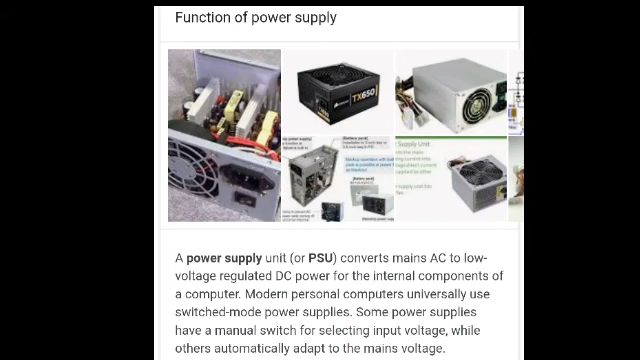 Function of power supply
TX650
Supply Unit
A power supply unit (or PSU) converts mains AC to low-
voltage regulated DC power for the internal components of
a computer. Modern personal computers universally use
switched-mode power supplies. Some power supplies
have a manual switch for selecting input voltage, while
others automatically adapt to the mains voltage.